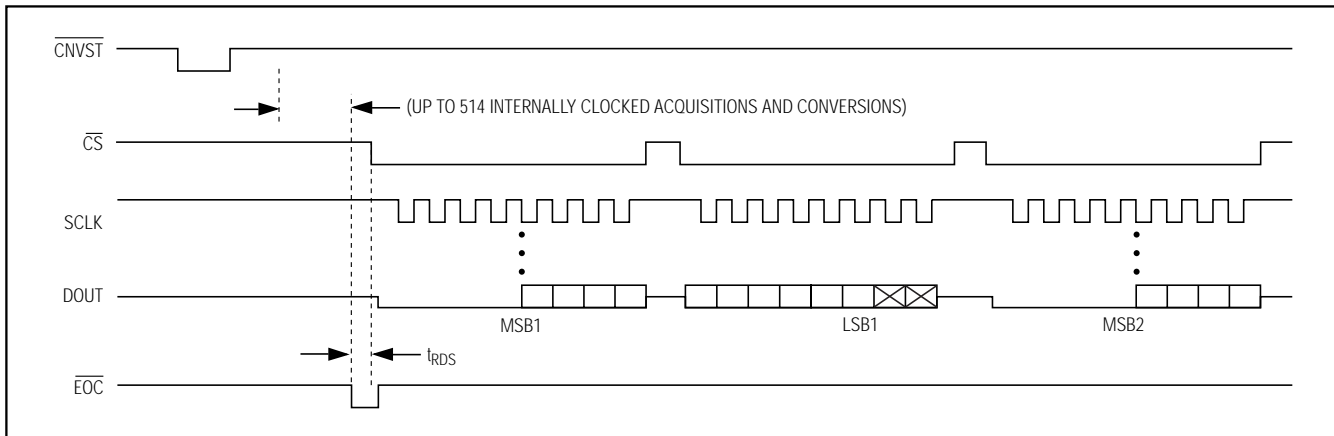 CNVST
(UP TO 514 INTERNALLY CLOCKED ACQUISITIONS AND CONVERSIONS)
CS
SCLK
DOUT
MSB1
LSB1
MSB2
tRDS
EOC